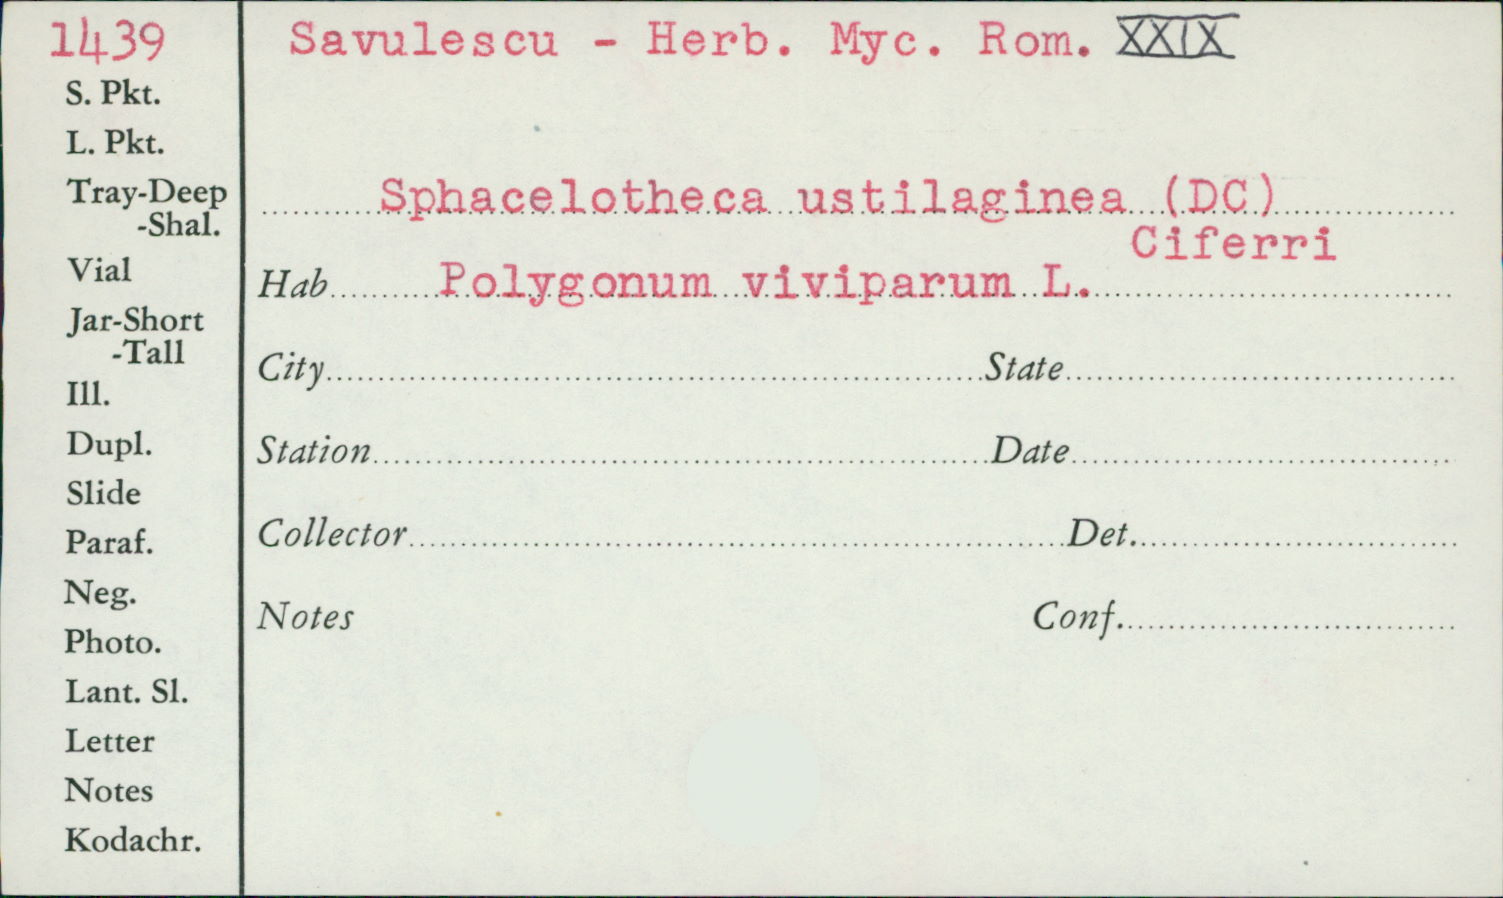 1439
Savulescu - Herb. Myc. Rom. XXIX
S. Pkt.
L. Pkt.
Tray-Deep
-Shal.
Vial
Jar-Short
-Tall
Ill.
Dupl.
Slide
Paraf.
Neg.
Photo.
Lant. Sl.
Letter
Notes
Kodachr.
Sphacelotheca ustilaginea (DC)
Ciferri
Hab Polygonum viviparum L.
City State
Station Date
Collector Det.
Notes Conf.